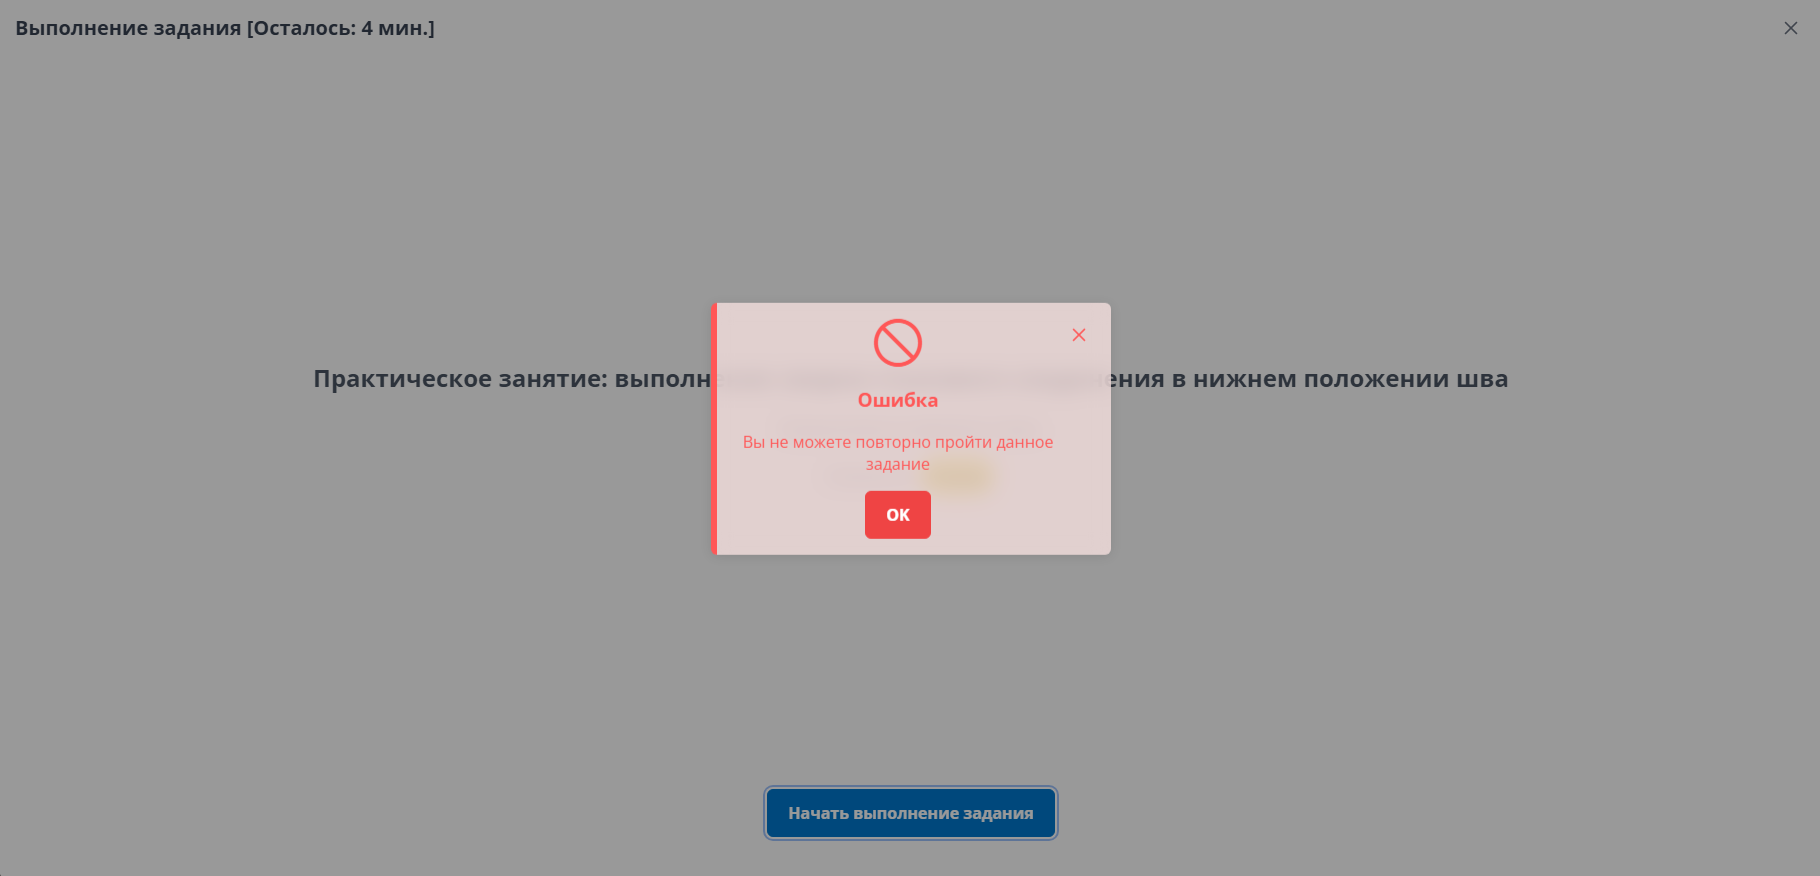 Выполнение задания [Осталось: 4 мин.]
Практическое занятие: выполн ения в нижнем положении шва
Ошибка
Вы не можете повторно пройти данное
задание
OK
Начать выполнение задания